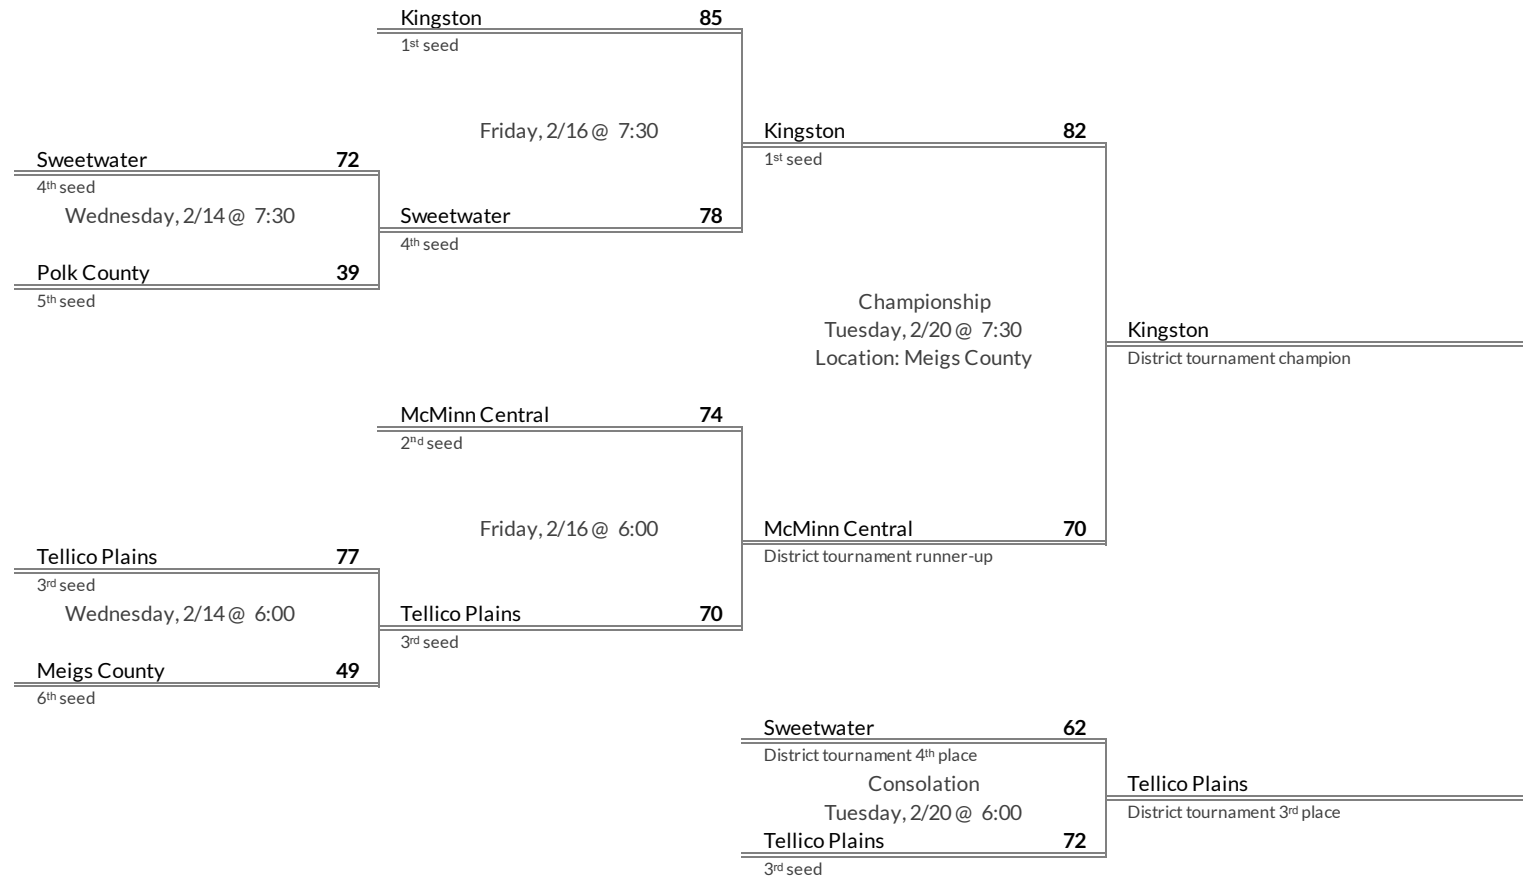 Kingston 85
1st seed
Friday, 2/16 @ 7:30
Kingston 82
1st seed
Sweetwater 72
4th seed
Wednesday, 2/14 @ 7:30
Sweetwater 78
4th seed
Polk County 39
5th seed
Championship
Tuesday, 2/20 @ 7:30
Location: Meigs County
Kingston
District tournament champion
McMinn Central 74
2nd seed
Friday, 2/16 @ 6:00
McMinn Central 70
District tournament runner-up
Tellico Plains 77
3rd seed
Wednesday, 2/14 @ 6:00
Tellico Plains 70
3rd seed
Meigs County 49
6th seed
Sweetwater 62
District tournament 4th place
Consolation
Tuesday, 2/20 @ 6:00
Tellico Plains
District tournament 3rd place
Tellico Plains 72
3rd seed